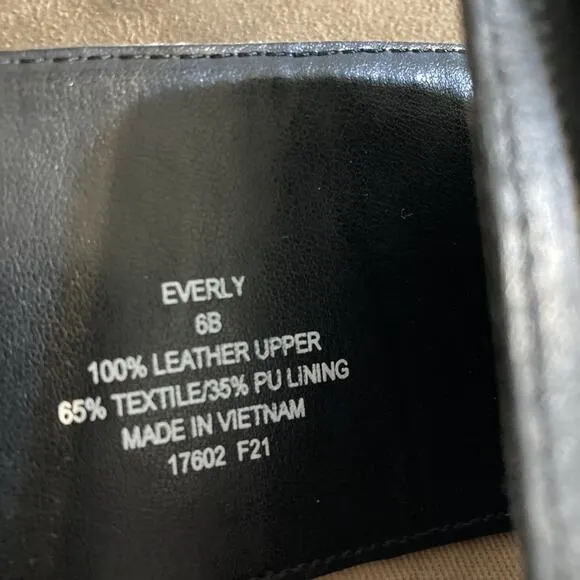 EVERLY
6B
100% LEATHER UPPER
65% TEXTILE/35% PU LINING
MADE IN VIETNAM
17602 F21